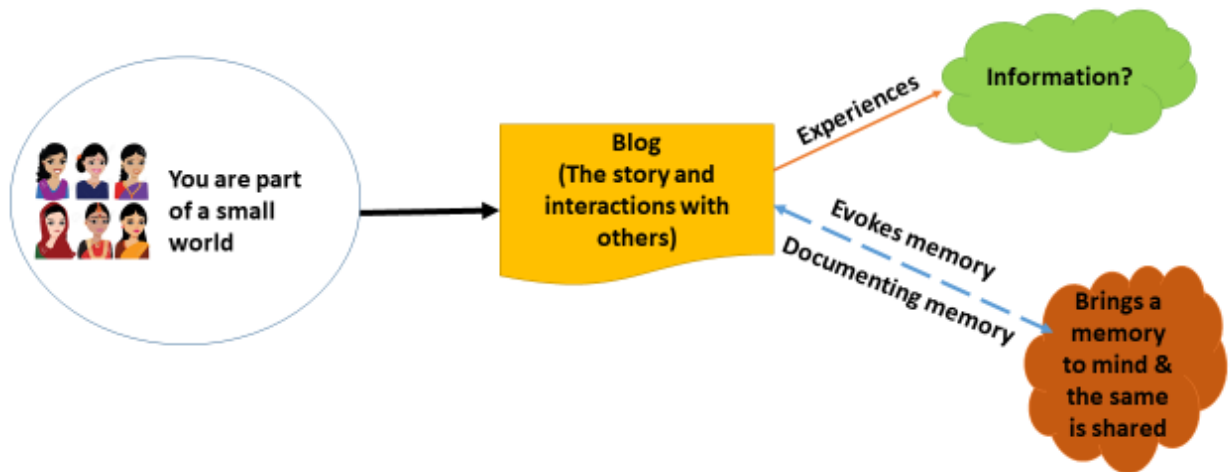 You are part
of a small
world
Blog
(The story and
interactions with
others)
Experiences
Information?
Evokes memory
Documenting memory
Brings a
memory
to mind &
the same
is shared